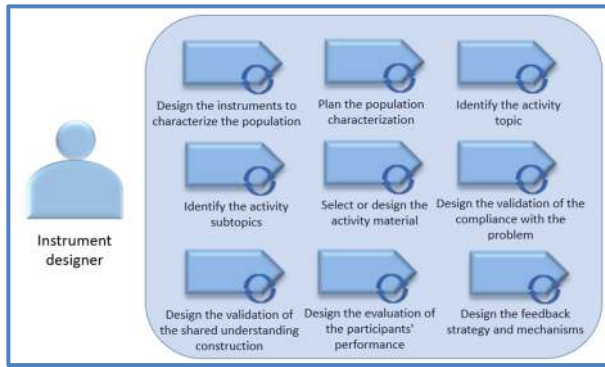 Design the instruments to
characterize the population
Plan the population
characterization
Identify the activity
topic
Identify the activity
subtopics
Select or design the
activity material
Design the validation of the
compliance with the
problem
Instrument
designer
Design the validation of
the shared understanding
construction
Design the evaluation of
the participants'
performance
Design the feedback
strategy and mechanisms